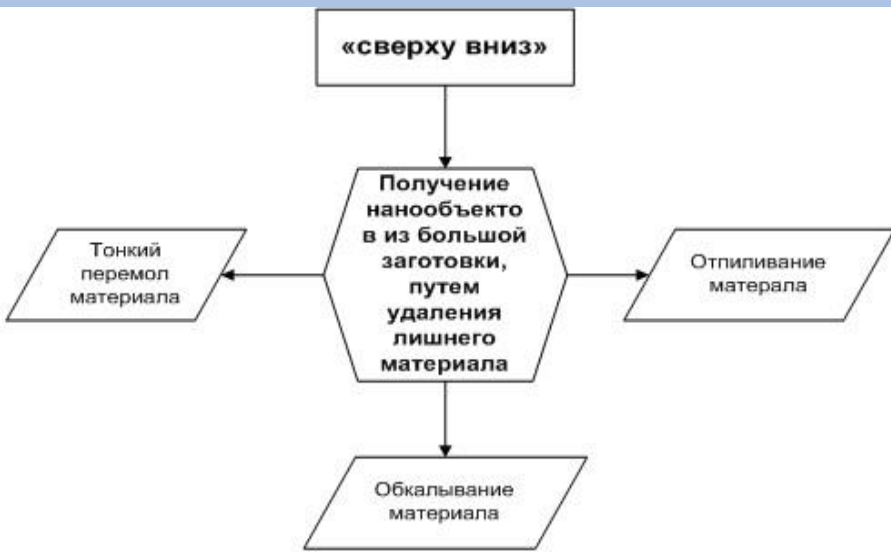 «сверху вниз»
Получение
нанообъекто
в из большой
заготовки,
путем
удаления
лишнего
материала
Тонкий
перемол
материала
Отпиливание
матерала
Обкалывание
материала